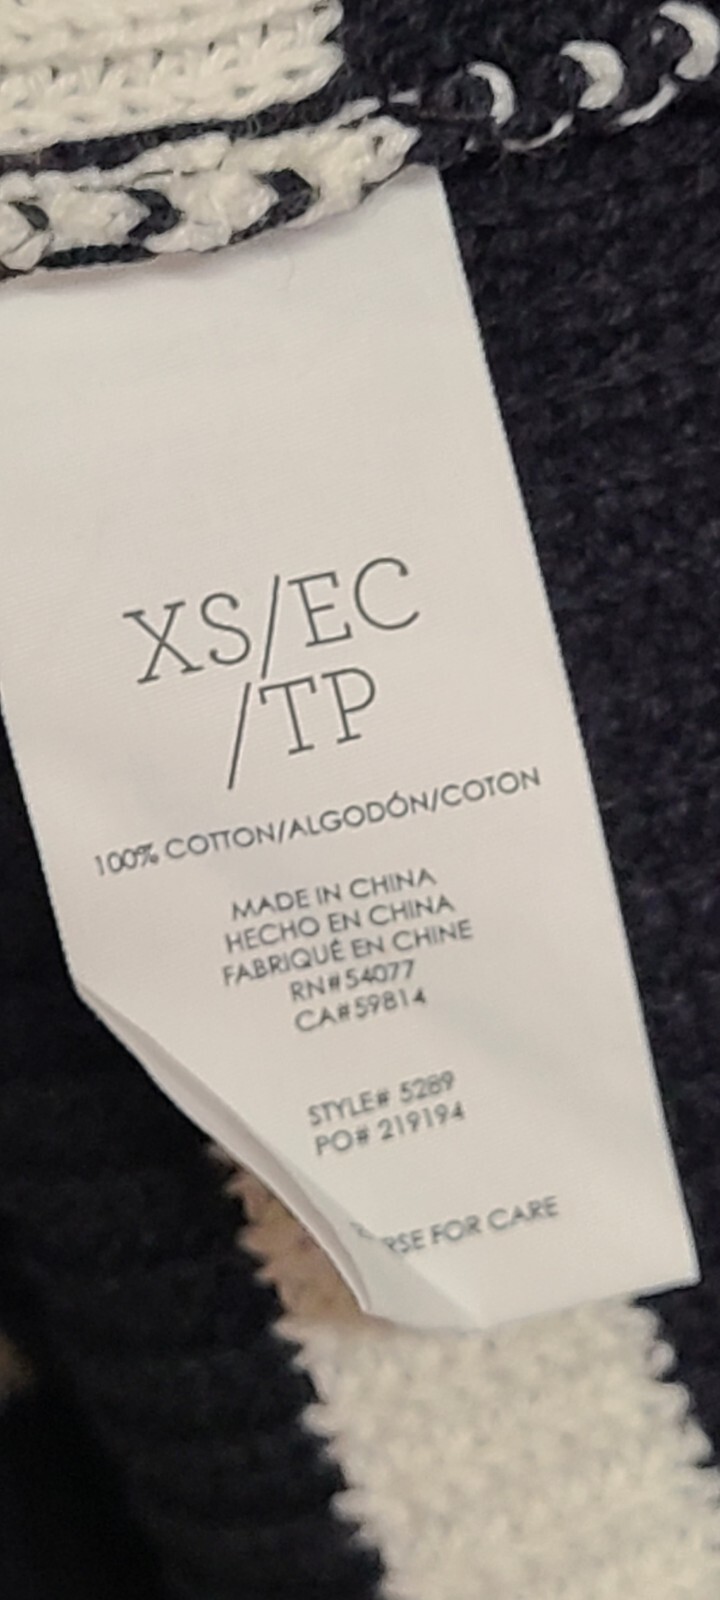 XS/EC
/TP
100% COTTON/ALGODÓN/COTON
MADE IN CHINA
HECHO EN CHINA
FABRIQUÉ EN CHINE
RN#54077
CA#59814
STYLE# 5289
PO# 219194
FOR CARE